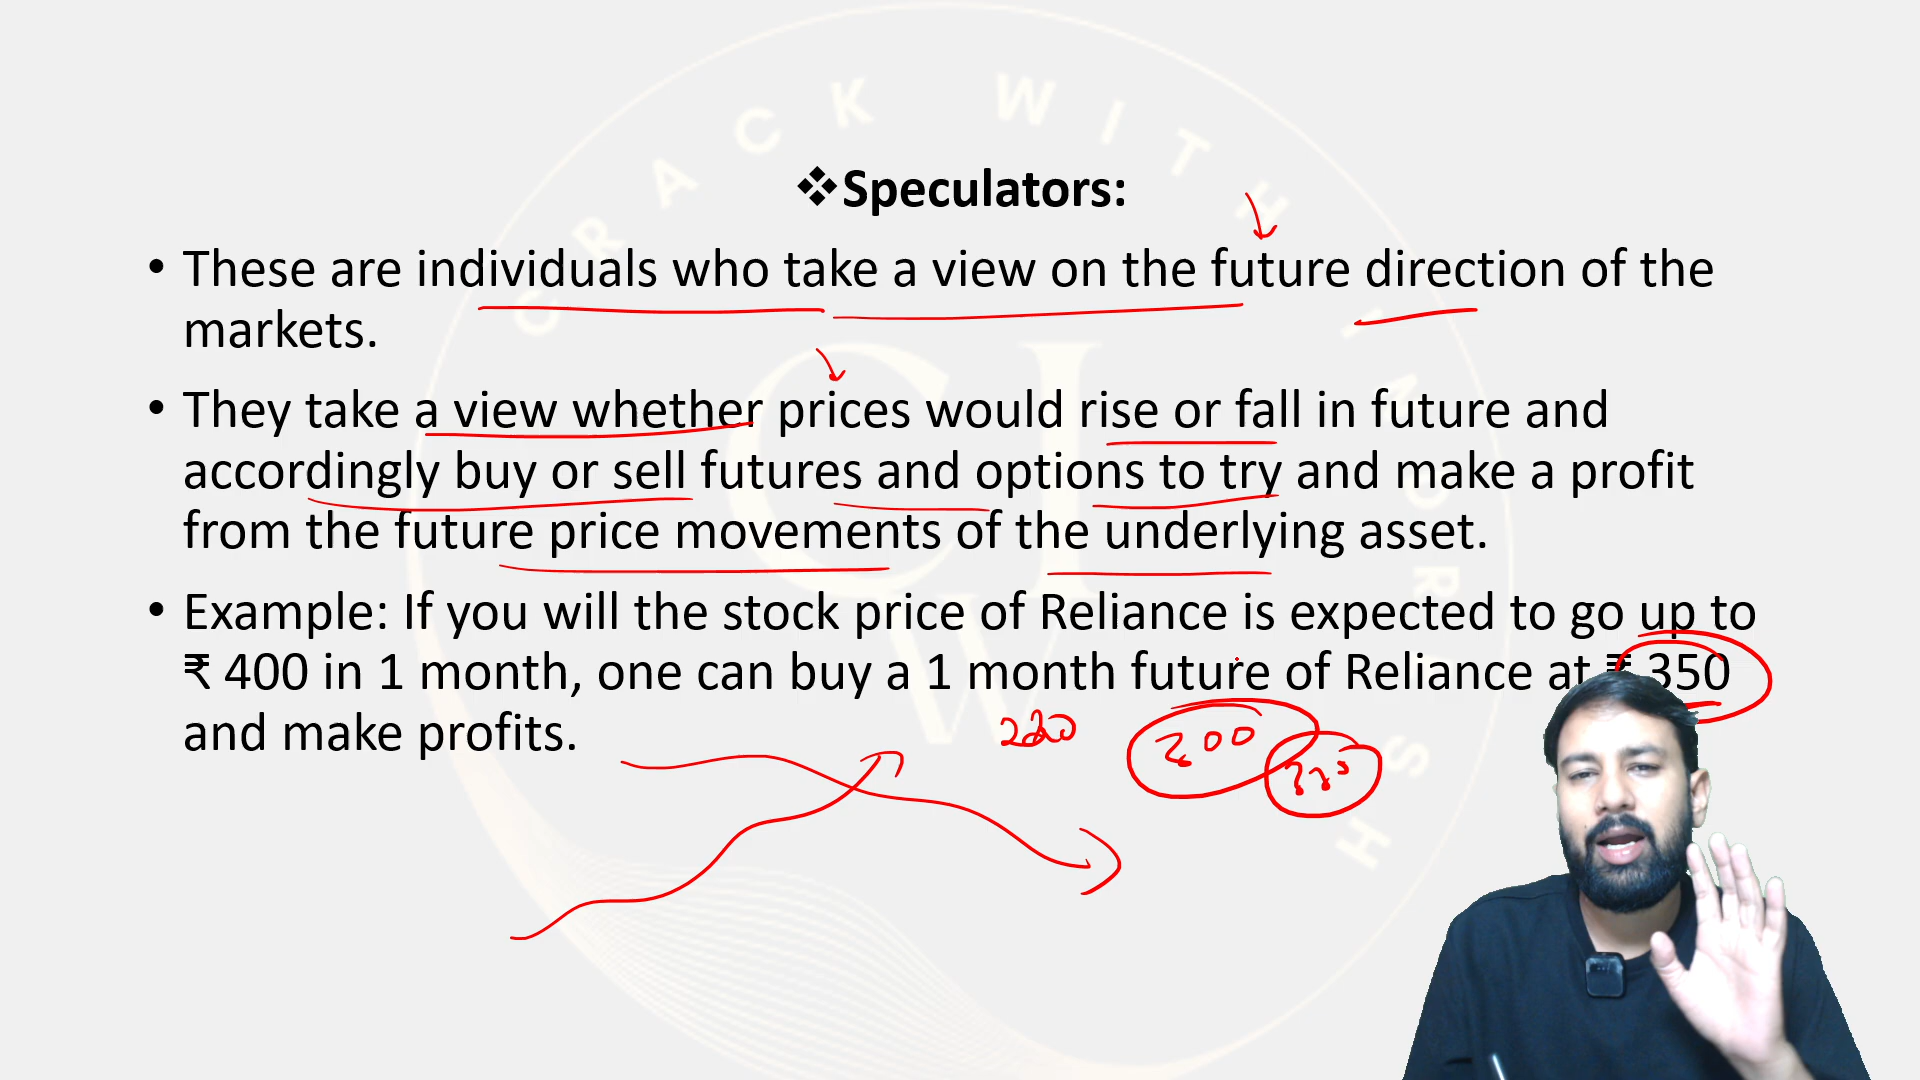 CRACK WITH
❖Speculators:
• These are individuals who take a view on the future direction of the
markets.
• They take a view whether prices would rise or fall in future and
accordingly buy or sell futures and options to try and make a profit
from the future price movements of the underlying asset.
• Example: If you will the stock price of Reliance is expected to go up to
₹ 400 in 1 month, one can buy a 1 month future of Reliance at ₹ 350
and make profits.
200